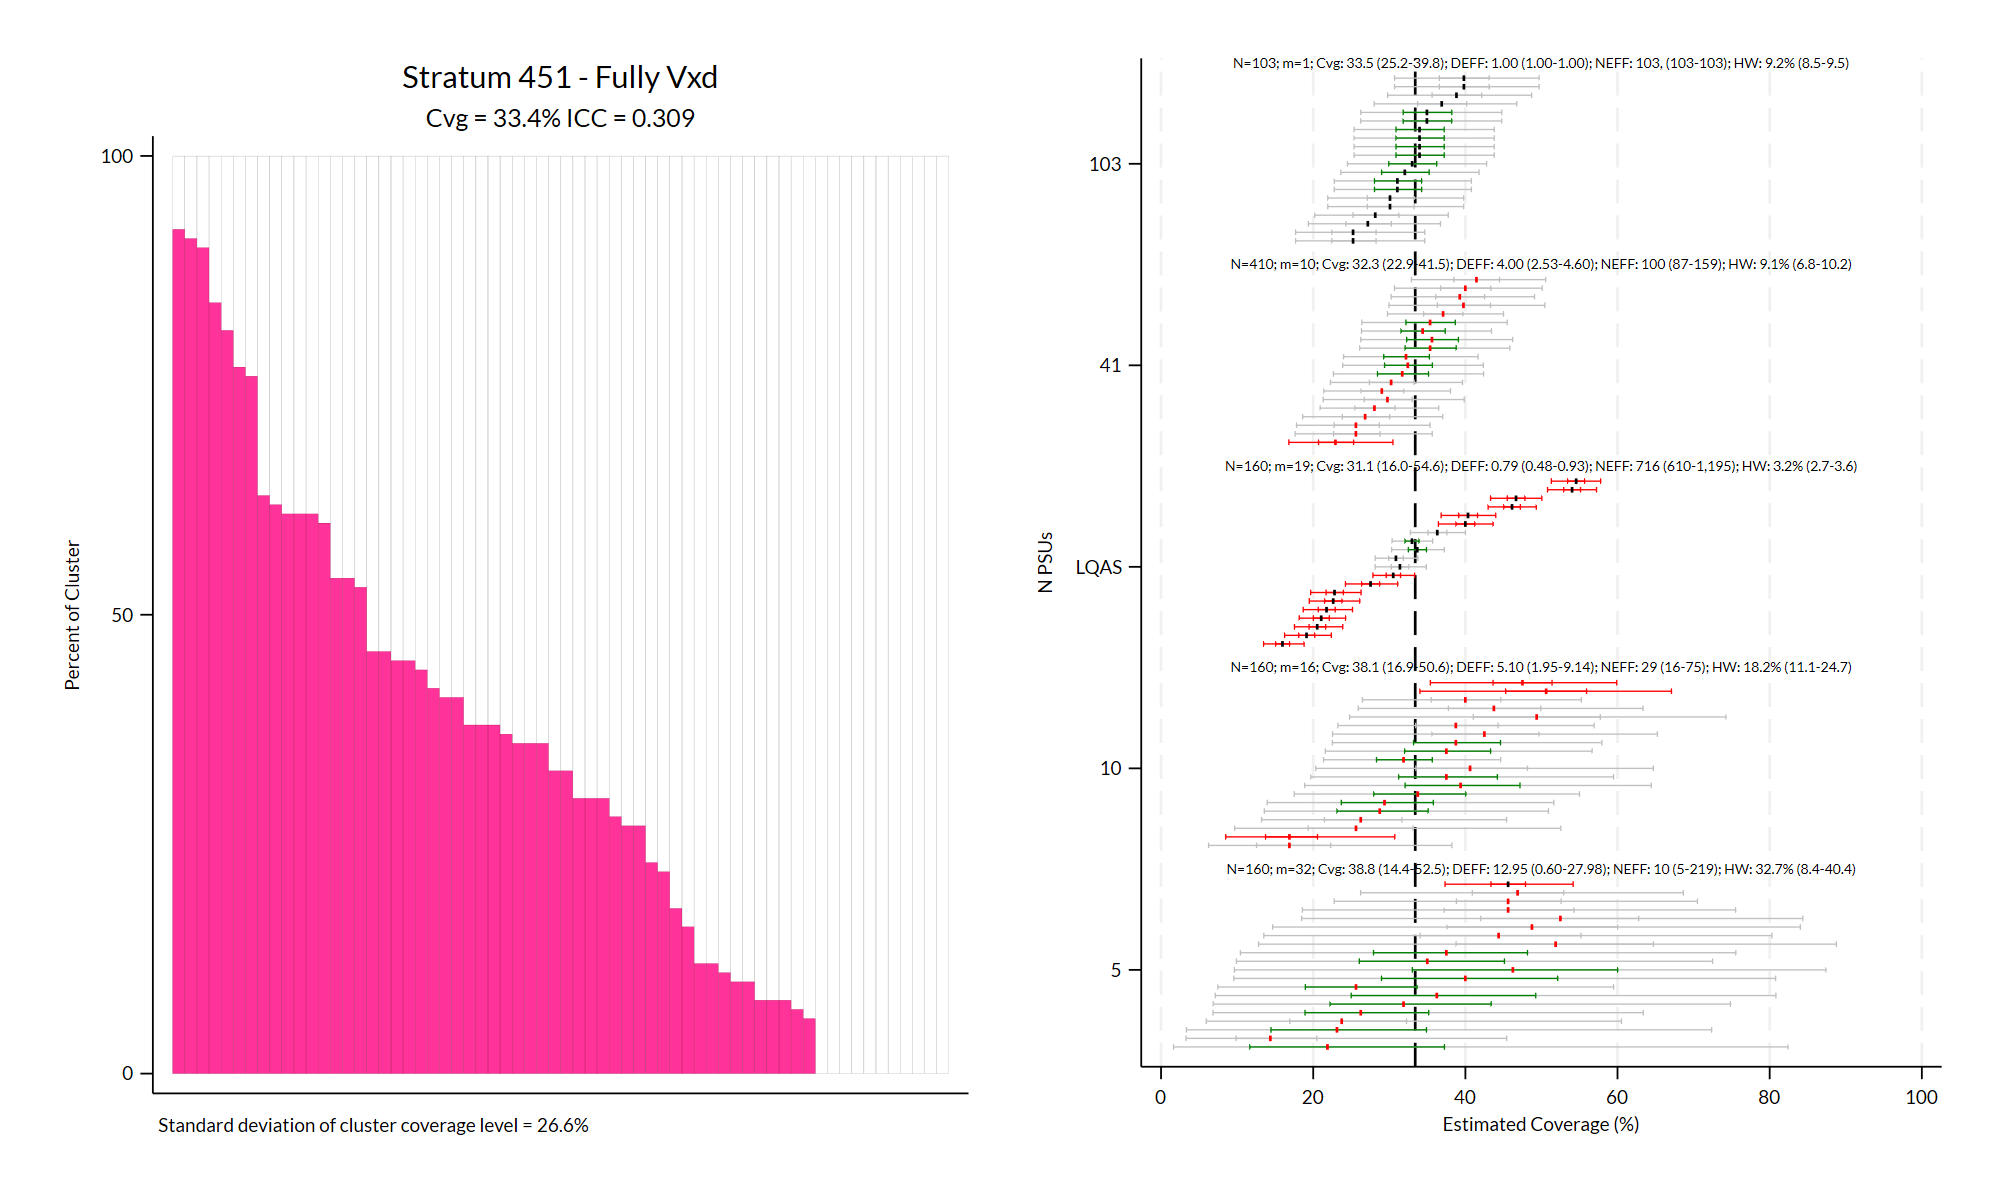 Stratum 451 - Fully Vxd
Cvg = 33.4% ICC = 0.309
100
50
0
Percent of Cluster
Standard deviation of cluster coverage level = 26.6%
N=103; m=1; Cvg: 33.5 (25.2-39.8); DEFF: 1.00 (1.00-1.00); NEFF: 103, (103-103); HW: 9.2% (8.5-9.5)
103
N=410; m=10; Cvg: 32.3 (22.9-41.5); DEFF: 4.00 (2.53-4.60); NEFF: 100 (87-159); HW: 9.1% (6.8-10.2)
41
N=160; m=19; Cvg: 31.1 (16.0-54.6); DEFF: 0.79 (0.48-0.93); NEFF: 716 (610-1,195); HW: 3.2% (2.7-3.6)
LQAS
N=160; m=16; Cvg: 38.1 (16.9-50.6); DEFF: 5.10 (1.95-9.14); NEFF: 29 (16-75); HW: 18.2% (11.1-24.7)
10
N=160; m=32; Cvg: 38.8 (14.4-52.5); DEFF: 12.95 (0.60-27.98); NEFF: 10 (5-219); HW: 32.7% (8.4-40.4)
5
N PSUs
0 20 40 60 80 100
Estimated Coverage (%)